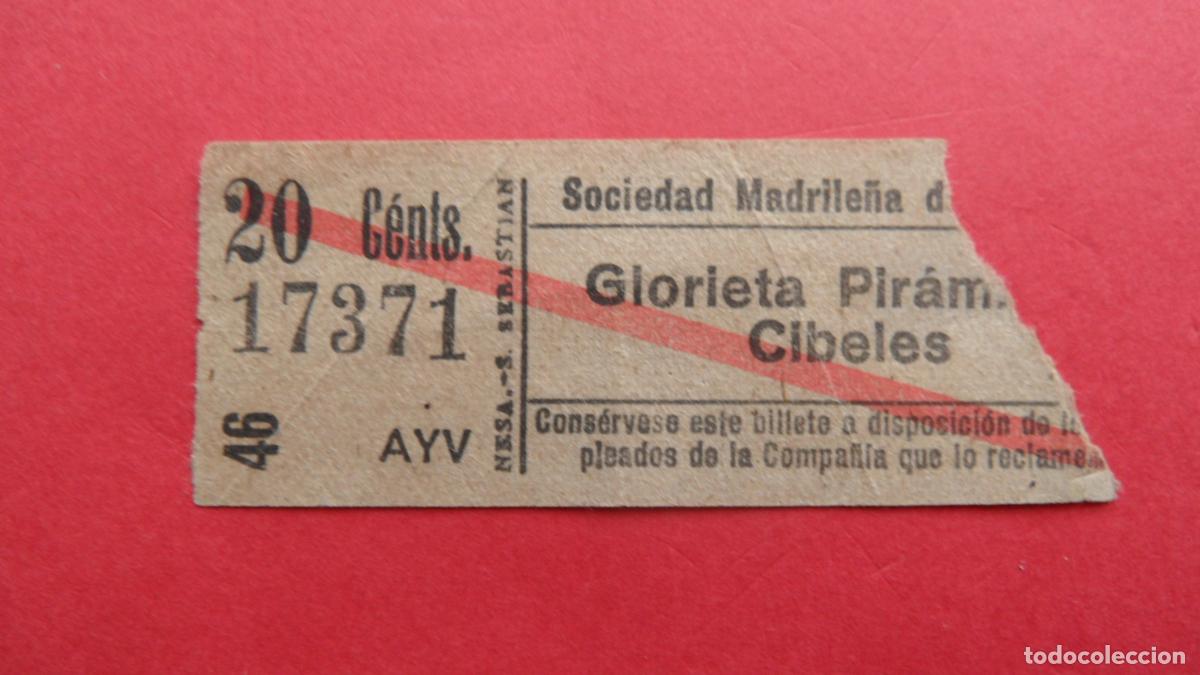 20 Cénts.
17371
46
AYV
NESA.-S. SEBASTIAN
Sociedad Madrileña d
Glorieta Pirám.
Cibeles
Consérvese este billete a disposición de
pleados de la Compañía que lo reclame
todocoleccion